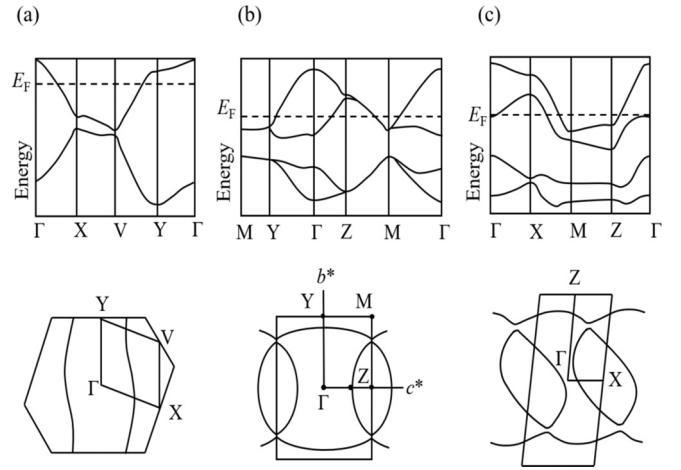 (a)
(b)
(c)
E_F
Energy
Γ X V Y Γ
E_F
Energy
M Y Γ Z M Γ
E_F
Energy
Γ X M Z Γ
Y
V
Γ
X
b*
Y M
Z
Γ
c*
Z
Γ
X